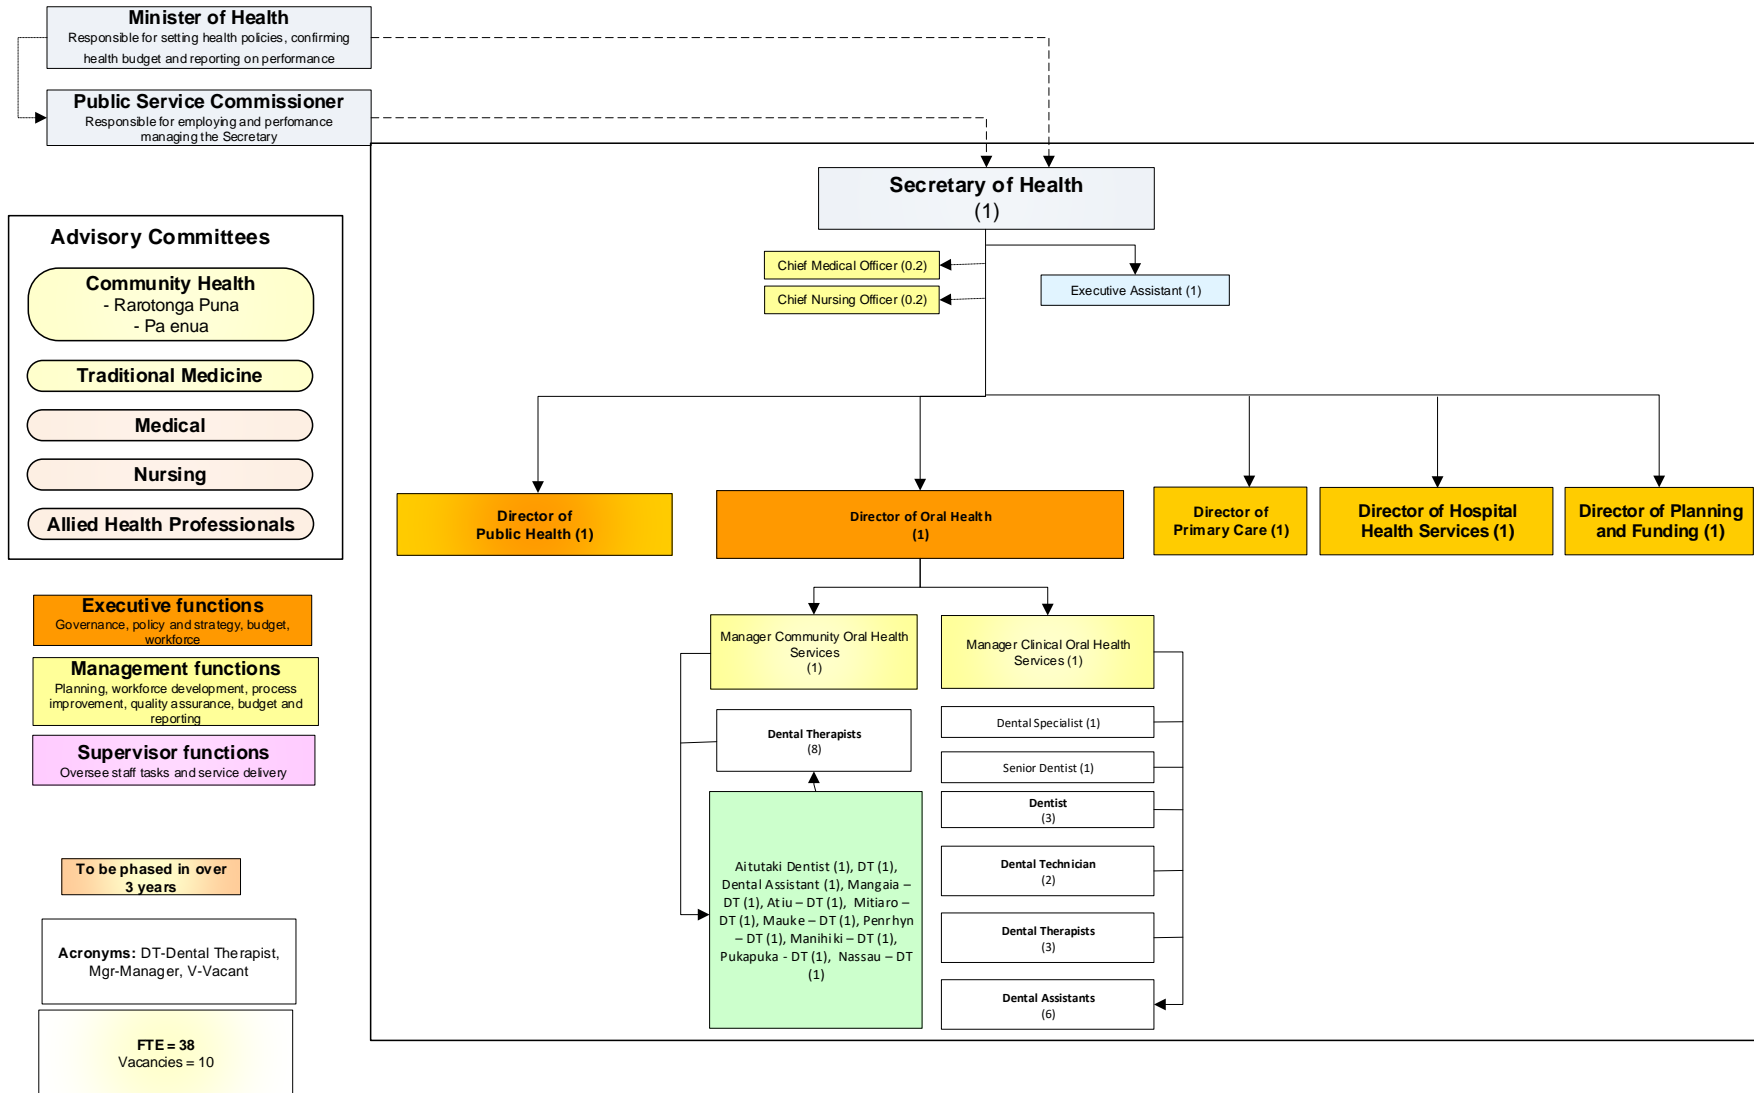 Minister of Health
Responsible for setting health policies, confirming
health budget and reporting on performance
Public Service Commissioner
Responsible for employing and perfomance
managing the Secretary
Secretary of Health
(1)
Chief Medical Officer (0.2)
Chief Nursing Officer (0.2)
Executive Assistant (1)
Advisory Committees
Community Health
- Rarotonga Puna
- Pa enua
Traditional Medicine
Medical
Nursing
Allied Health Professionals
Director of
Public Health (1)
Director of Oral Health
(1)
Director of
Primary Care (1)
Director of Hospital
Health Services (1)
Director of Planning
and Funding (1)
Executive functions
Governance, policy and strategy, budget,
workforce
Management functions
Planning, workforce development, process
improvement, quality assurance, budget and
reporting
Supervisor functions
Oversee staff tasks and service delivery
To be phased in over
3 years
Acronyms: DT-Dental Therapist,
Mgr-Manager, V-Vacant
FTE = 38
Vacancies = 10
Manager Community Oral Health
Services
(1)
Dental Therapists
(8)
Aitutaki Dentist (1), DT (1),
Dental Assistant (1), Mangaia –
DT (1), Atiu – DT (1), Mitiaro –
DT (1), Mauke – DT (1), Penrhyn
– DT (1), Manihiki – DT (1),
Pukapuka - DT (1), Nassau – DT
(1)
Manager Clinical Oral Health
Services (1)
Dental Specialist (1)
Senior Dentist (1)
Dentist
(3)
Dental Technician
(2)
Dental Therapists
(3)
Dental Assistants
(6)